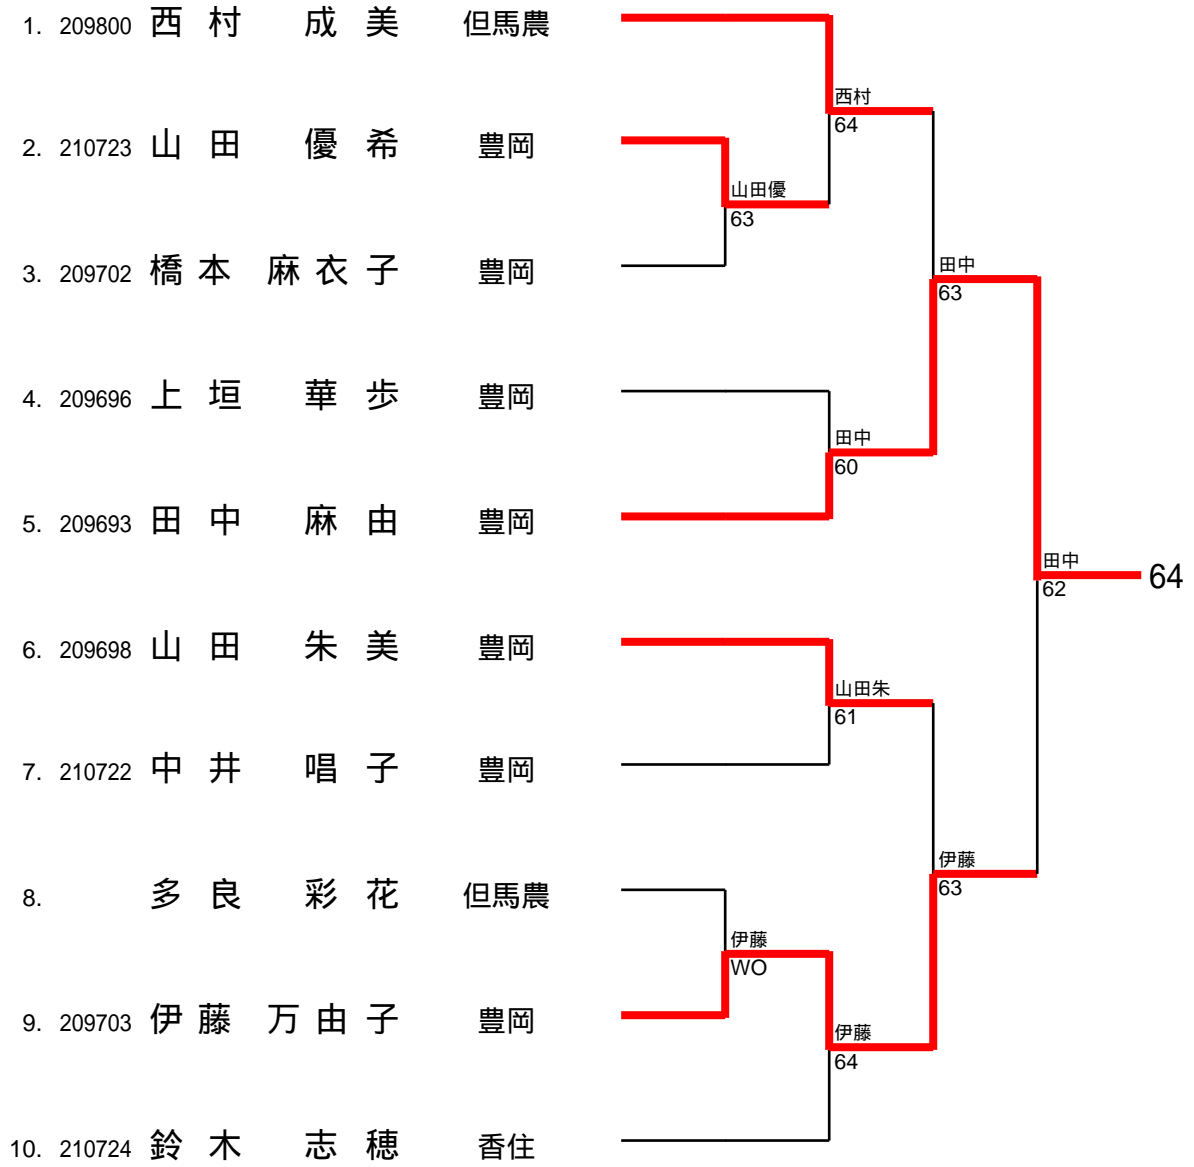 1. 209800 西村 成美 但馬農
西村
64
2. 210723 山田 優希 豊岡
山田優
63
3. 209702 橋本 麻衣子 豊岡
田中
63
4. 209696 上垣 華歩 豊岡
田中
60
5. 209693 田中 麻由 豊岡
田中
62
64
6. 209698 山田 朱美 豊岡
山田朱
61
7. 210722 中井 唱子 豊岡
伊藤
63
8. 多良 彩花 但馬農
伊藤
WO
9. 209703 伊藤 万由子 豊岡
伊藤
64
10. 210724 鈴木 志穂 香住